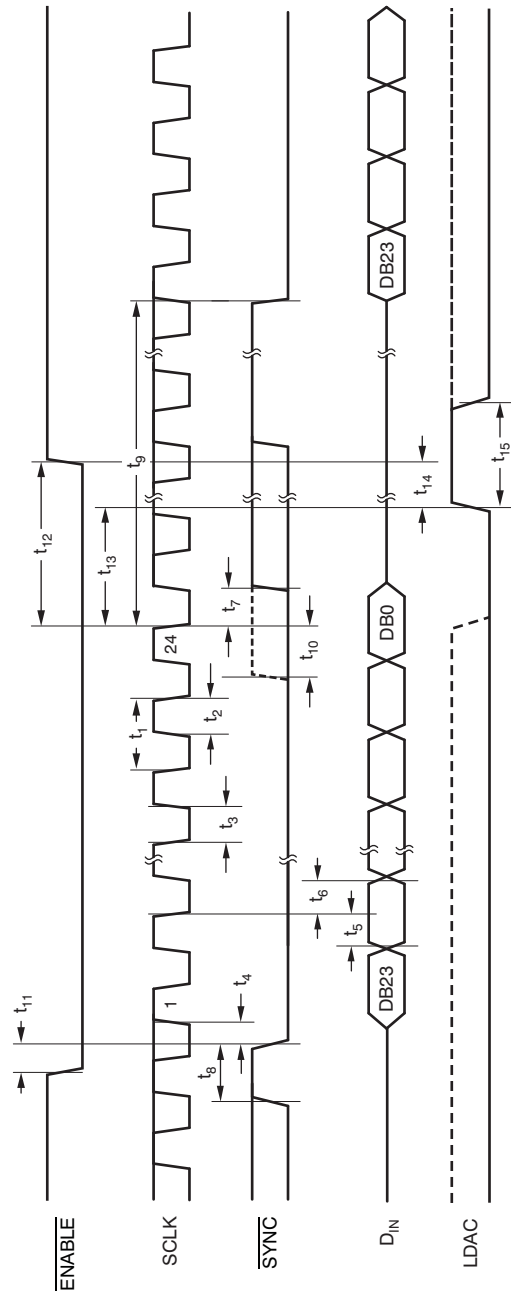 ENABLE
t11
t12
t9
t13
SCLK
1
24
t1
t2
t3
t4
t7
SYNC
t8
t10
t5
t6
t14
DIN
DB23
DB0
DB23
LDAC
t15